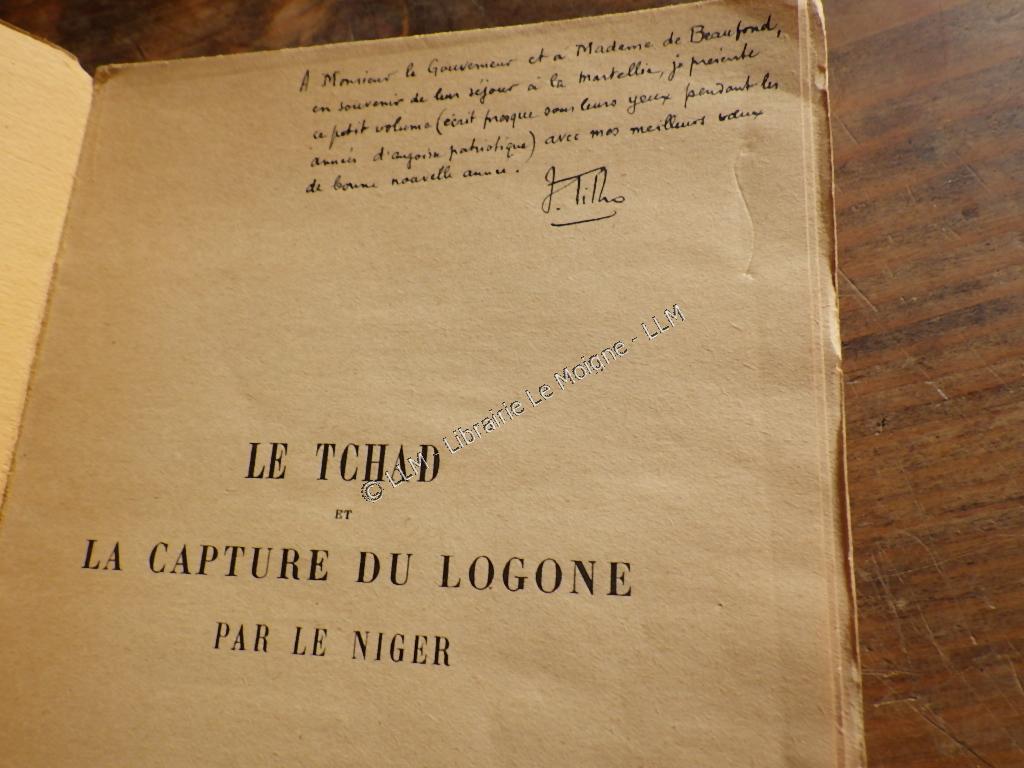 A Monsieur le Gouverneur et à Madame de Beaufond,
en souvenir de leur séjour à la Martellie, je présente
ce petit volume (écrit presque sous leurs yeux pendant les
années d'angoisse patriotique) avec mes meilleurs vœux
de bonne nouvelle année.
J. Tilho
© LLM - Librairie Le Moigne - LLM
LE TCHAD
ET
LA CAPTURE DU LOGONE
PAR LE NIGER